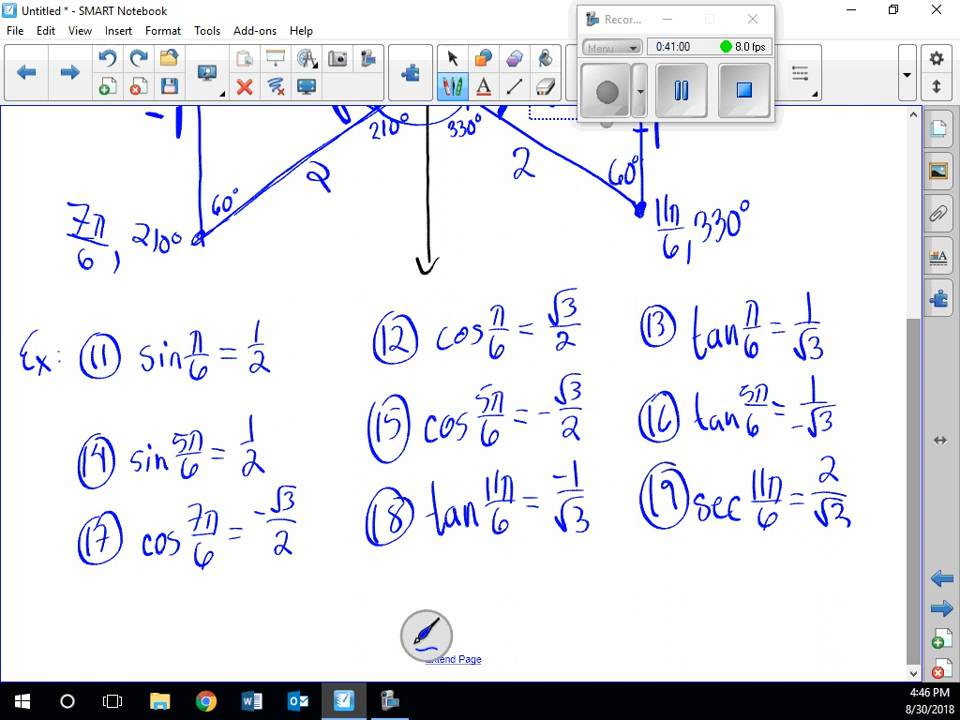 Untitled * - SMART Notebook
Recor...
File Edit View Insert Format Tools Add-ons Help
Menu 0:41:00 8.0 fps
-1 210° 330° -1
2 2
60° 60°
7π/6, 210° 11π/6, 330°
Ex: (11) sin π/6 = 1/2 (12) cos π/6 = √3/2 (13) tan π/6 = 1/√3
(14) sin 5π/6 = 1/2 (15) cos 5π/6 = -√3/2 (16) tan 5π/6 = 1/-√3
(17) cos 7π/6 = -√3/2 (18) tan 11π/6 = -1/√3 (19) sec 11π/6 = 2/√3
Extend Page
4:46 PM
8/30/2018